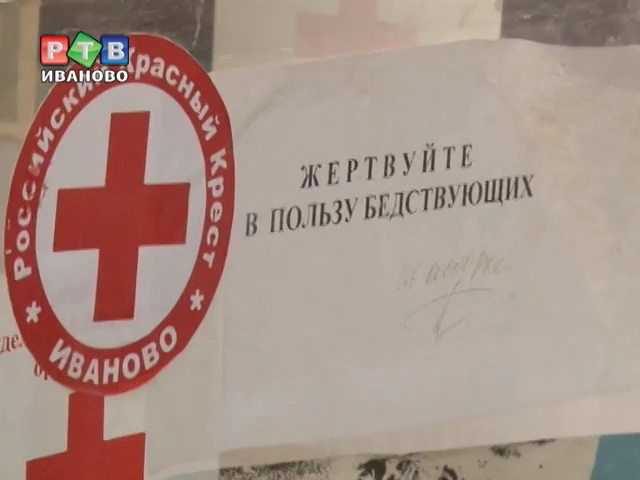 РТВ
ИВАНОВО
Российский Красный Крест
ИВАНОВО
ЖЕРТВУЙТЕ
В ПОЛЬЗУ БЕДСТВУЮЩИХ